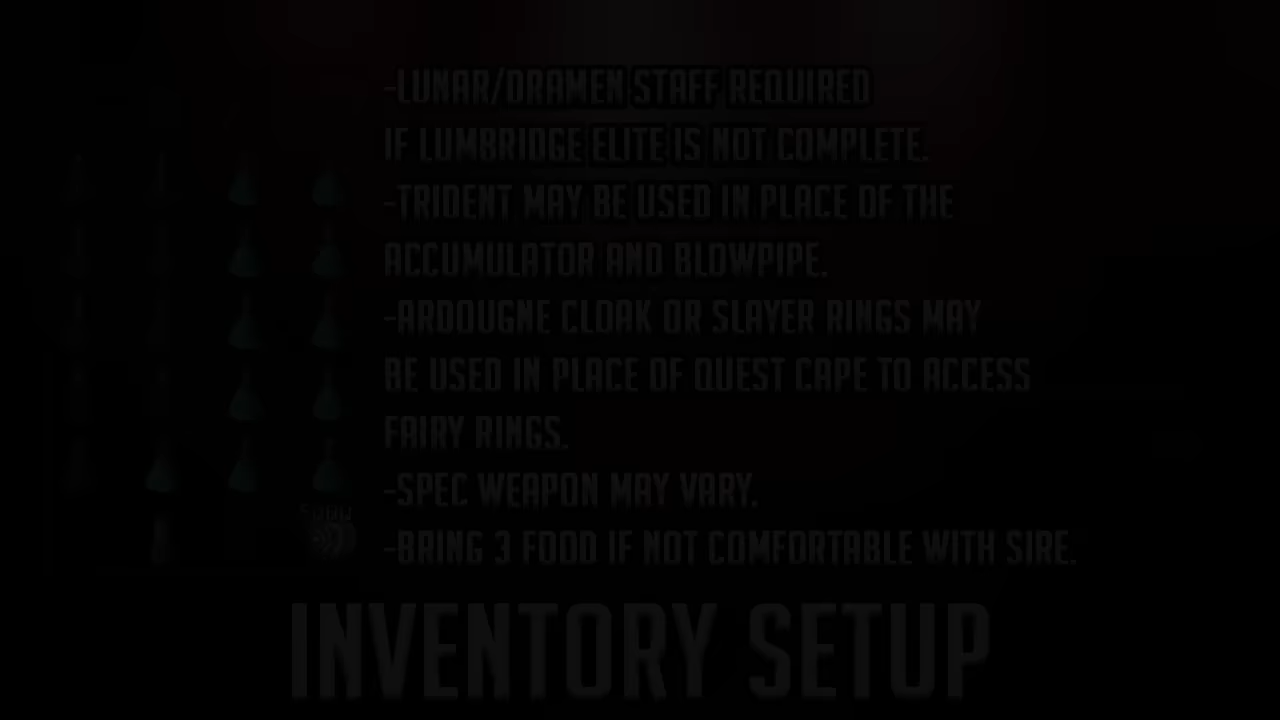 -LUNAR/DRAMEN STAFF REQUIRED
IF LUMBRIDGE ELITE IS NOT COMPLETE.
-TRIDENT MAY BE USED IN PLACE OF THE
ACCUMULATOR AND BLOWPIPE.
-ARDOUGNE CLOAK OR SLAYER RINGS MAY
BE USED IN PLACE OF QUEST CAPE TO ACCESS
FAIRY RINGS.
-SPEC WEAPON MAY VARY.
-BRING 3 FOOD IF NOT COMFORTABLE WITH SIRE.
INVENTORY SETUP